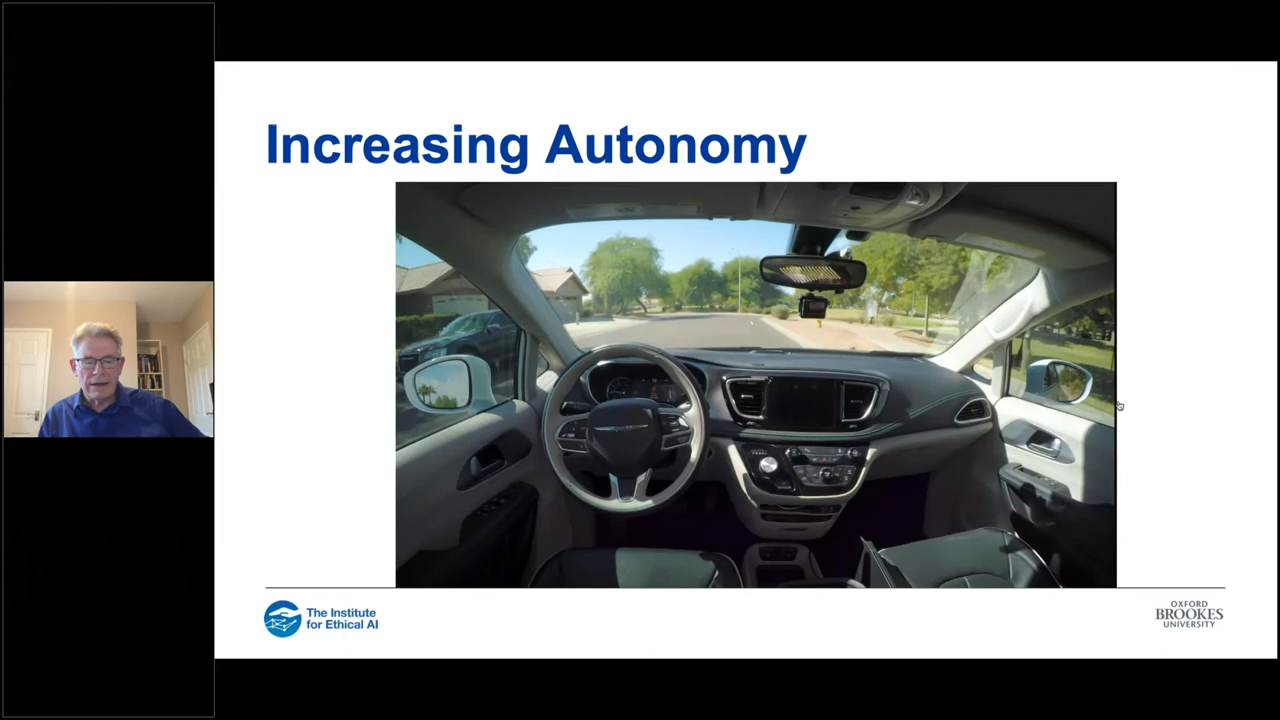 Increasing Autonomy
The Institute
for Ethical AI
OXFORD
BROOKES
UNIVERSITY